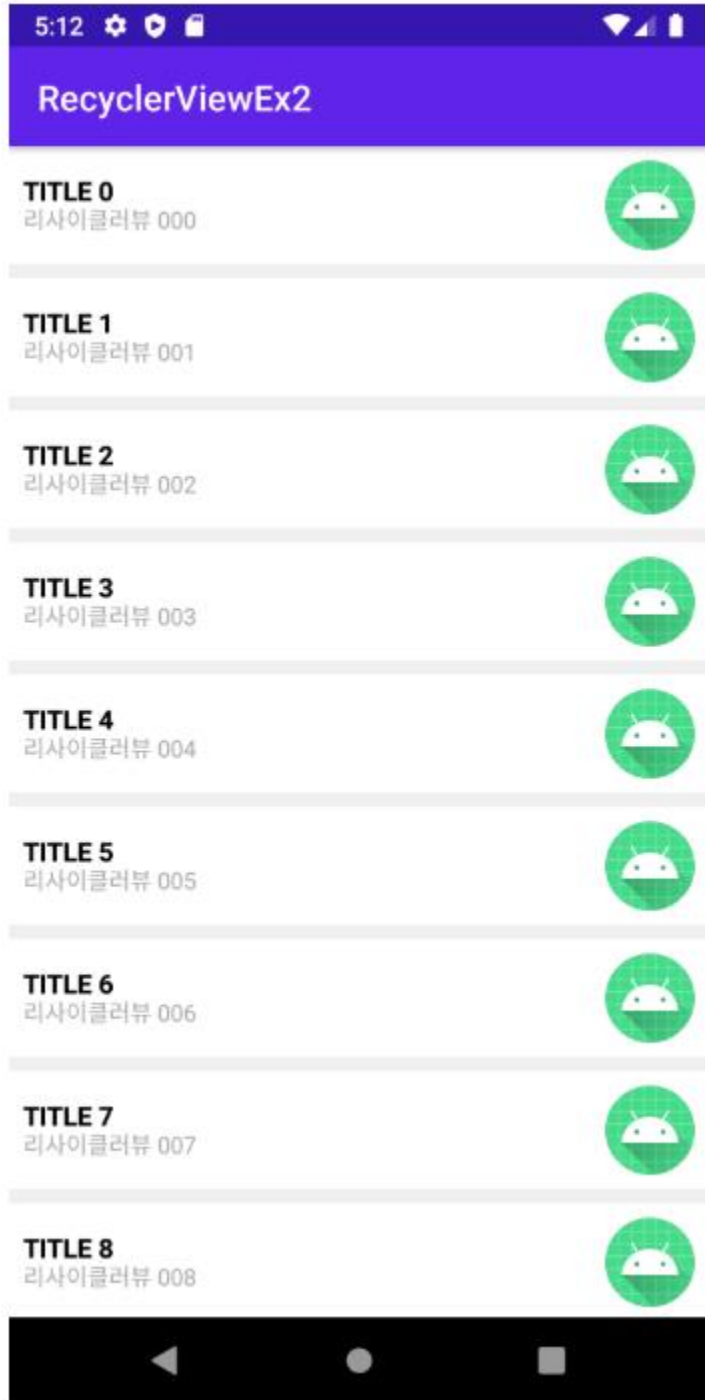 5:12
RecyclerViewEx2
TITLE 0
리사이클러뷰 000
TITLE 1
리사이클러뷰 001
TITLE 2
리사이클러뷰 002
TITLE 3
리사이클러뷰 003
TITLE 4
리사이클러뷰 004
TITLE 5
리사이클러뷰 005
TITLE 6
리사이클러뷰 006
TITLE 7
리사이클러뷰 007
TITLE 8
리사이클러뷰 008